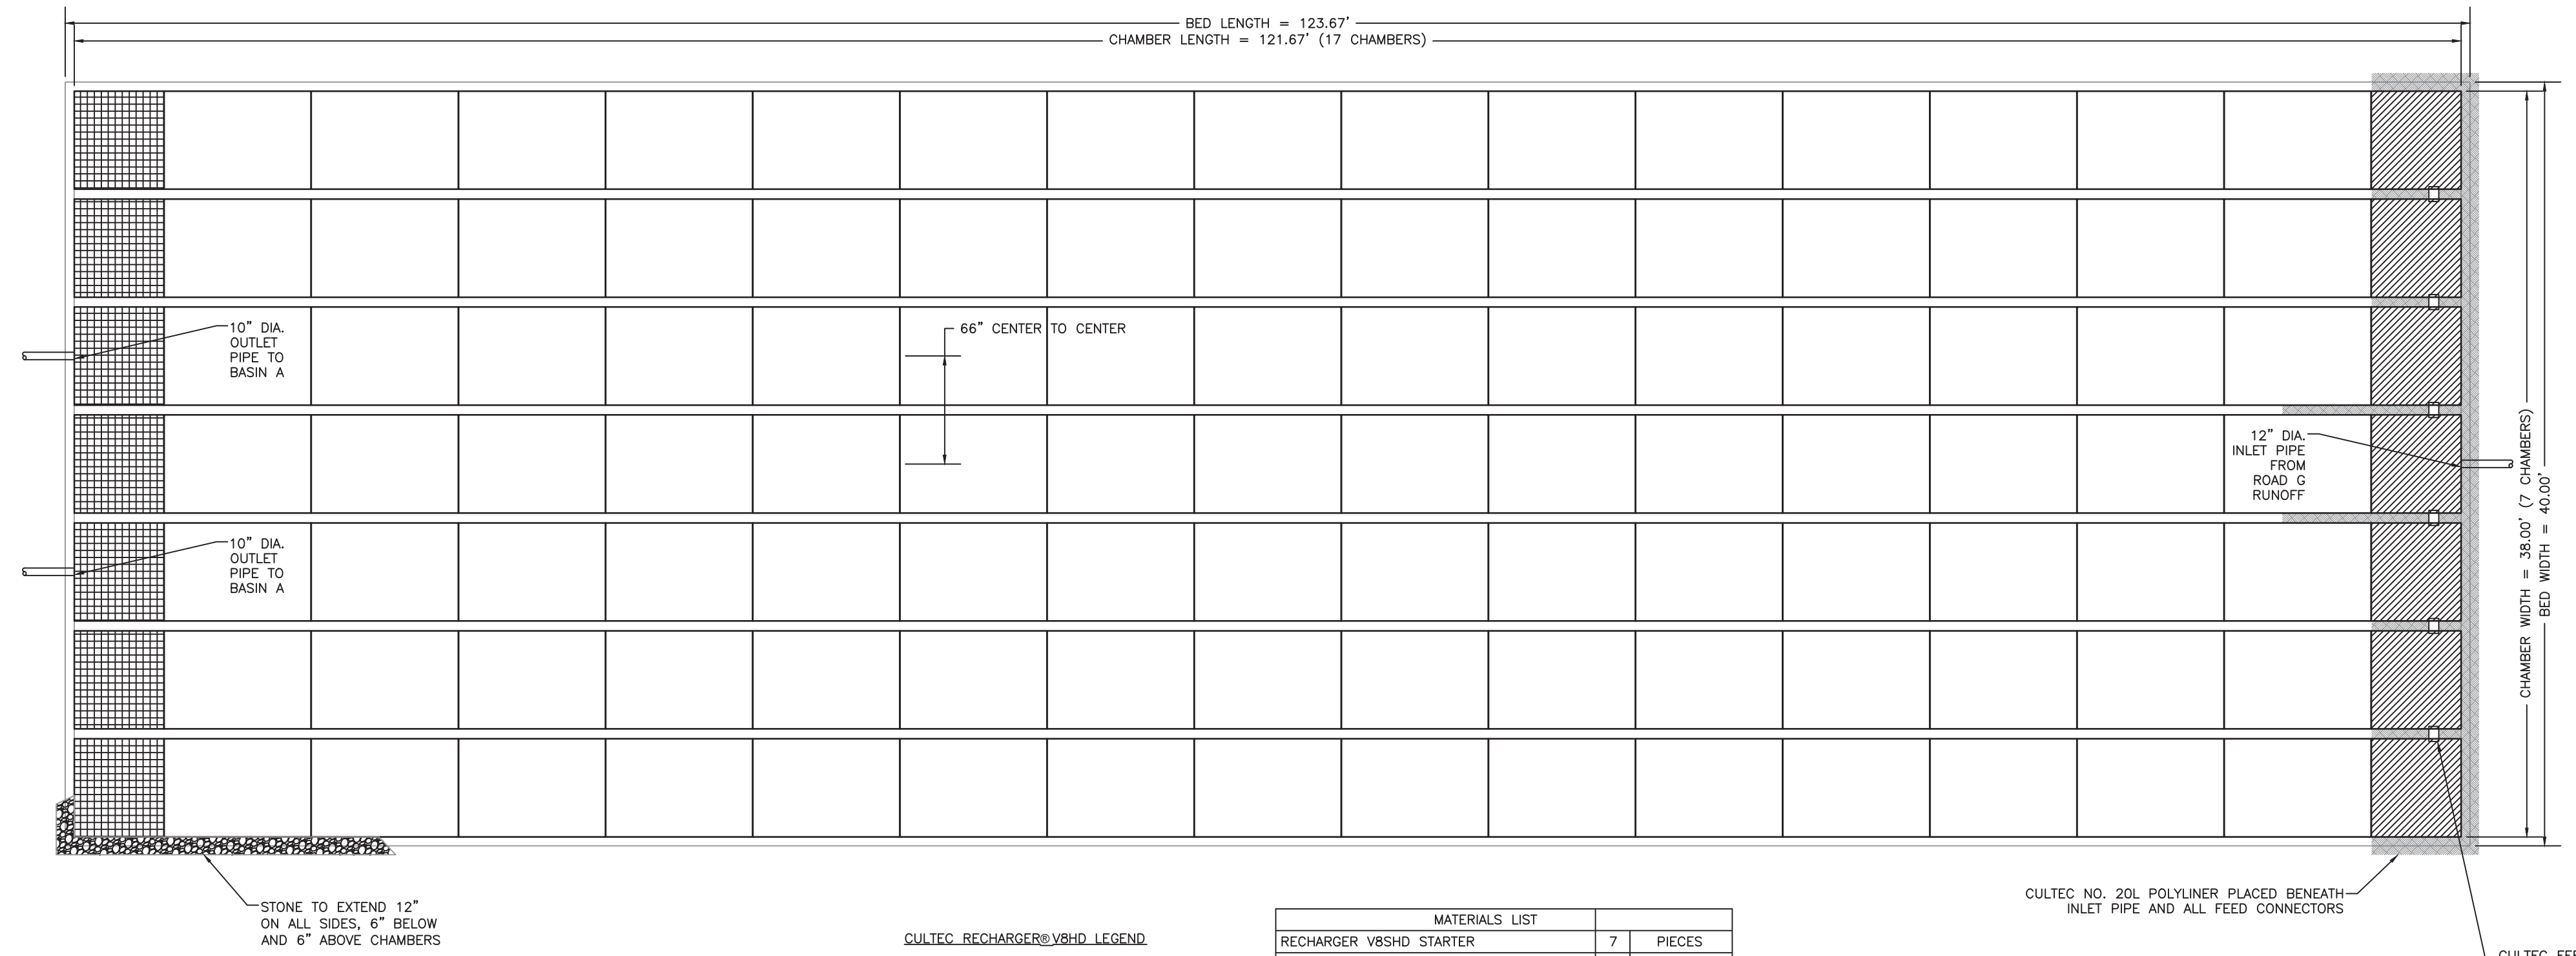 BED LENGTH = 123.67'
CHAMBER LENGTH = 121.67' (17 CHAMBERS)
10" DIA.
OUTLET
PIPE TO
BASIN A
66" CENTER TO CENTER
12" DIA.
INLET PIPE
FROM
ROAD G
RUNOFF
CHAMBER WIDTH = 38.00' (7 CHAMBERS)
BED WIDTH = 40.00'
10" DIA.
OUTLET
PIPE TO
BASIN A
STONE TO EXTEND 12"
ON ALL SIDES, 6" BELOW
AND 6" ABOVE CHAMBERS
CULTEC RECHARGER® V8HD LEGEND
MATERIALS LIST
RECHARGER V8SHD STARTER 7 PIECES
CULTEC NO. 20L POLYLINER PLACED BENEATH
INLET PIPE AND ALL FEED CONNECTORS